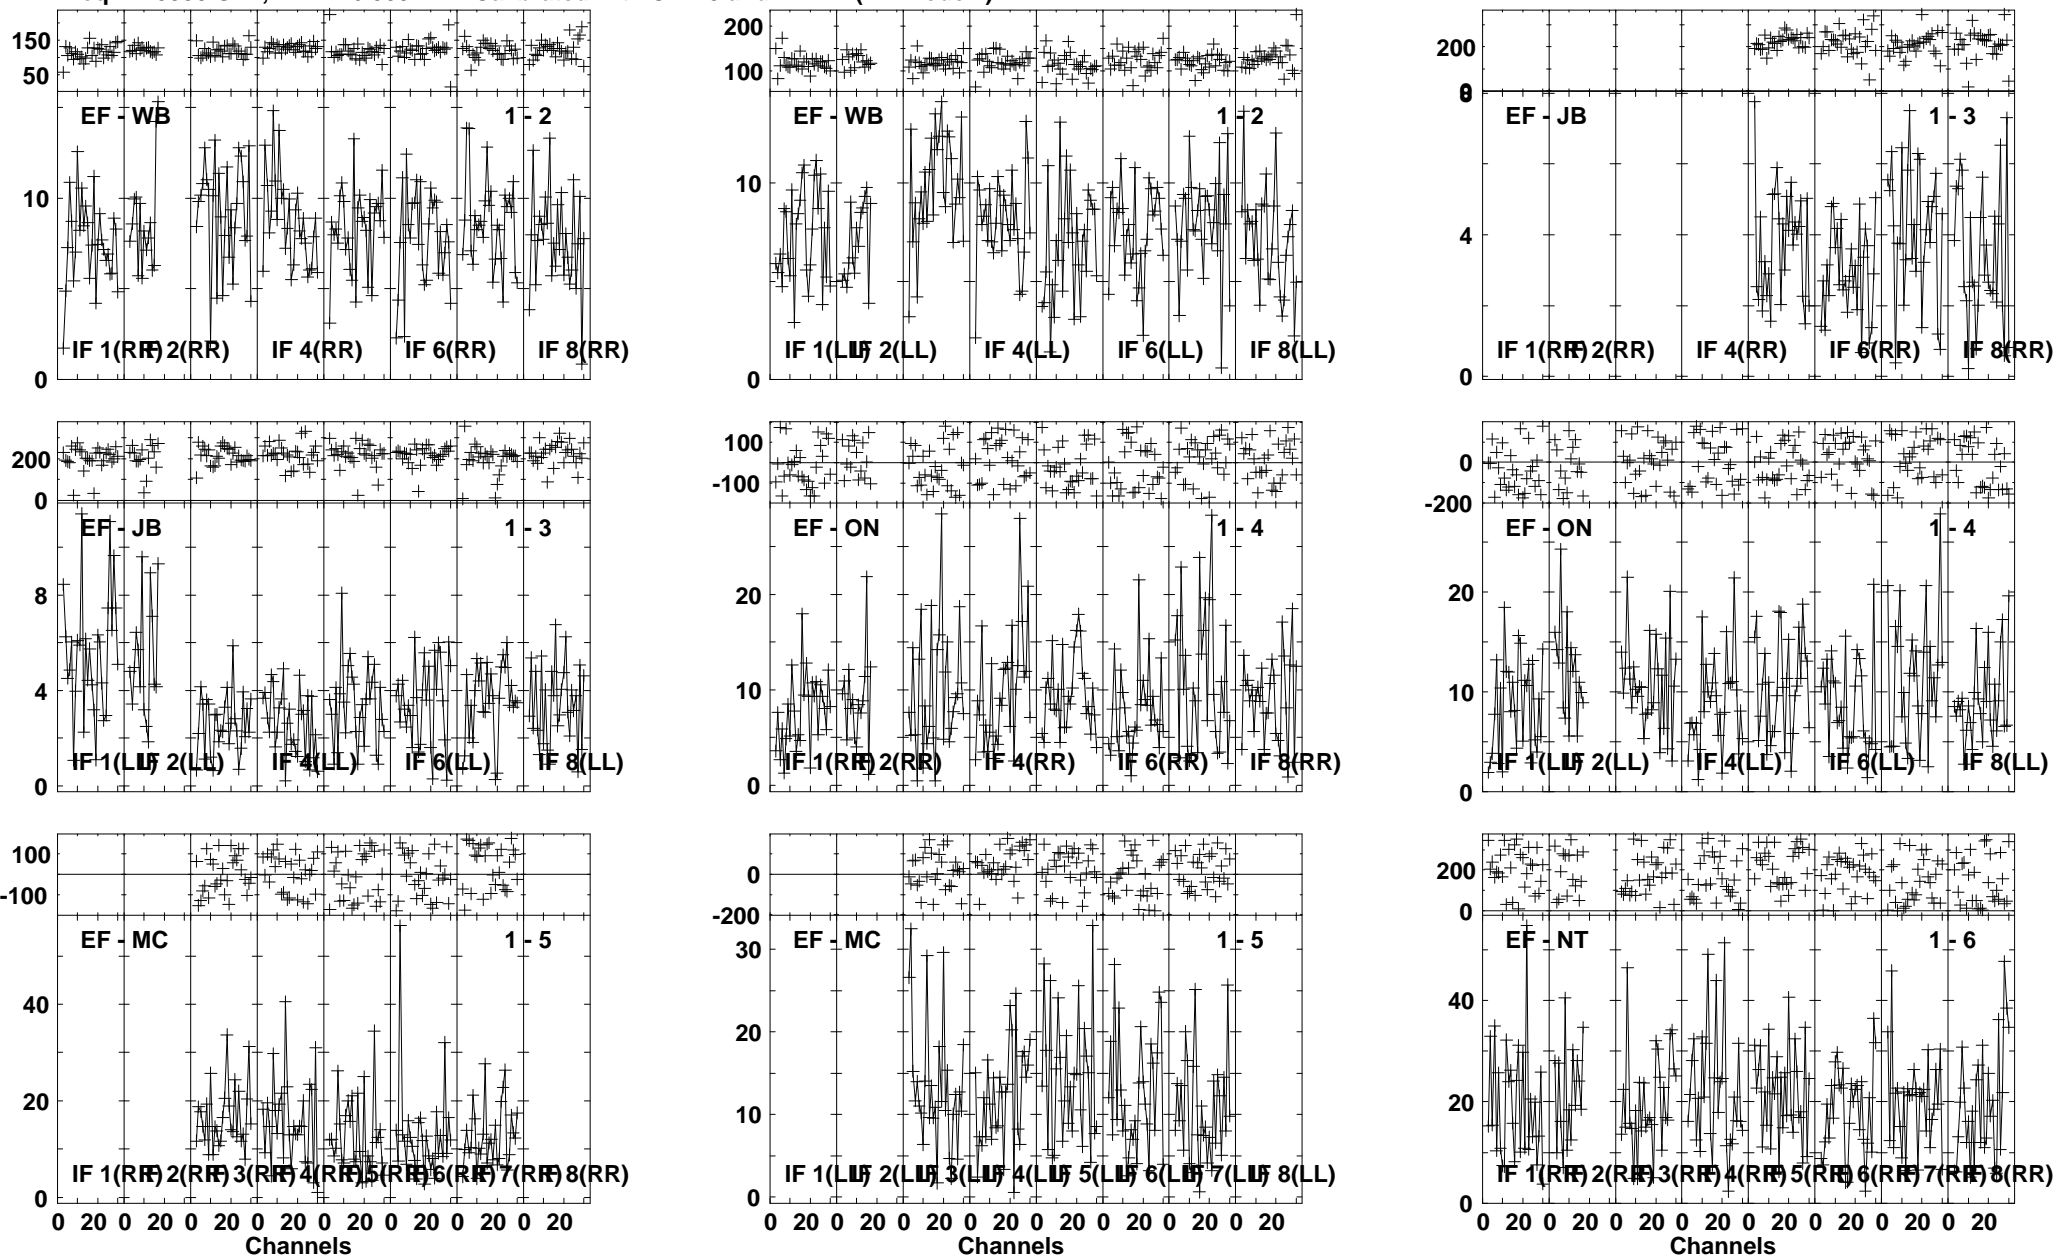 150
50
EF - WB
1 - 2
10
IF 1(RR) IF 2(RR) IF 4(RR) IF 6(RR) IF 8(RR)
0
200
100
EF - WB
1 - 2
10
IF 1(LL) IF 2(LL) IF 4(LL) IF 6(LL) IF 8(LL)
0
200
0
8
EF - JB
1 - 3
4
IF 1(RR) IF 2(RR) IF 4(RR) IF 6(RR) IF 8(RR)
0
200
0
EF - JB
1 - 3
8
4
IF 1(LL) IF 2(LL) IF 4(LL) IF 6(LL) IF 8(LL)
0
100
-100
EF - ON
1 - 4
20
10
IF 1(RR) IF 2(RR) IF 4(RR) IF 6(RR) IF 8(RR)
0
0
-200
EF - ON
1 - 4
20
10
IF 1(LL) IF 2(LL) IF 4(LL) IF 6(LL) IF 8(LL)
0
100
-100
EF - MC
1 - 5
40
20
IF 1(RR) IF 2(RR) IF 3(RR) IF 4(RR) IF 5(RR) IF 6(RR) IF 7(RR) IF 8(RR)
0
0 20 0 0 20 0 20 0 20 0 20 0 20 0 20
Channels
0
-200
EF - MC
1 - 5
30
20
10
IF 1(LL) IF 2(LL) IF 3(LL) IF 4(LL) IF 5(LL) IF 6(LL) IF 7(LL) IF 8(LL)
0
0 20 0 0 20 0 20 0 20 0 20 0 20 0 20
Channels
200
0
EF - NT
1 - 6
40
20
IF 1(RR) IF 2(RR) IF 3(RR) IF 4(RR) IF 5(RR) IF 6(RR) IF 7(RR) IF 8(RR)
0
0 20 0 0 20 0 20 0 20 0 20 0 20 0 20
Channels